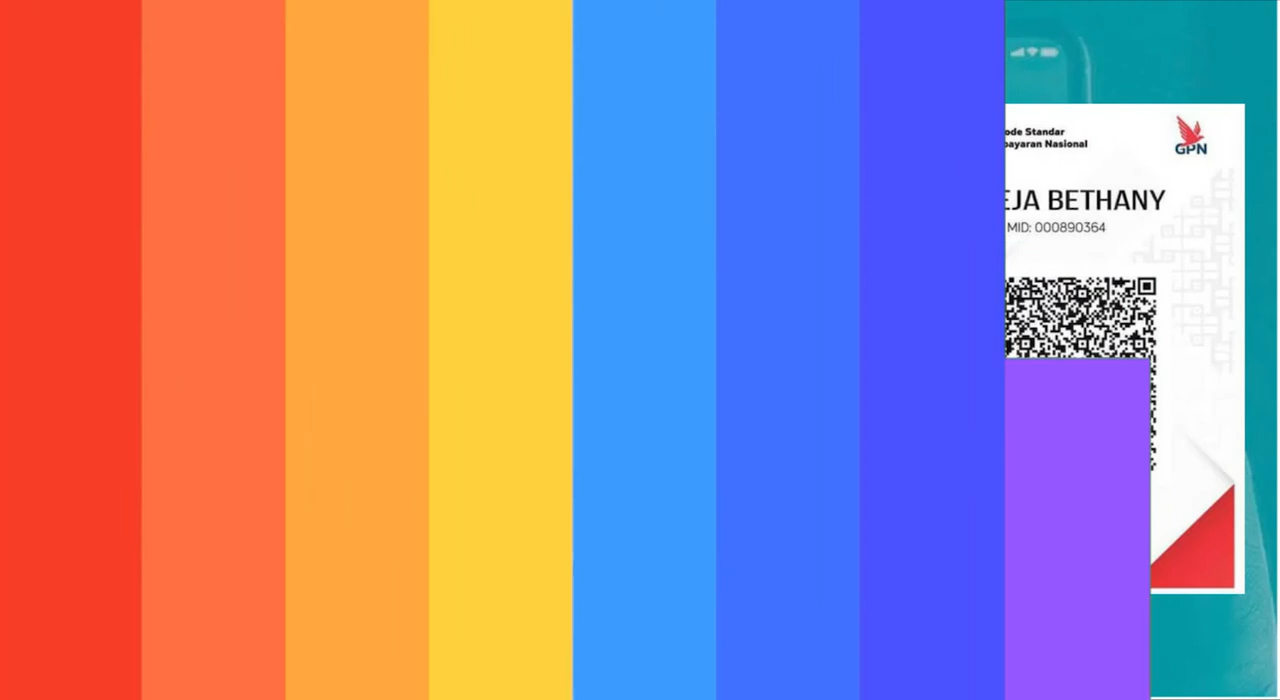 ode Standar
bayaran Nasional
GPN
EJA BETHANY
MID: 000890364